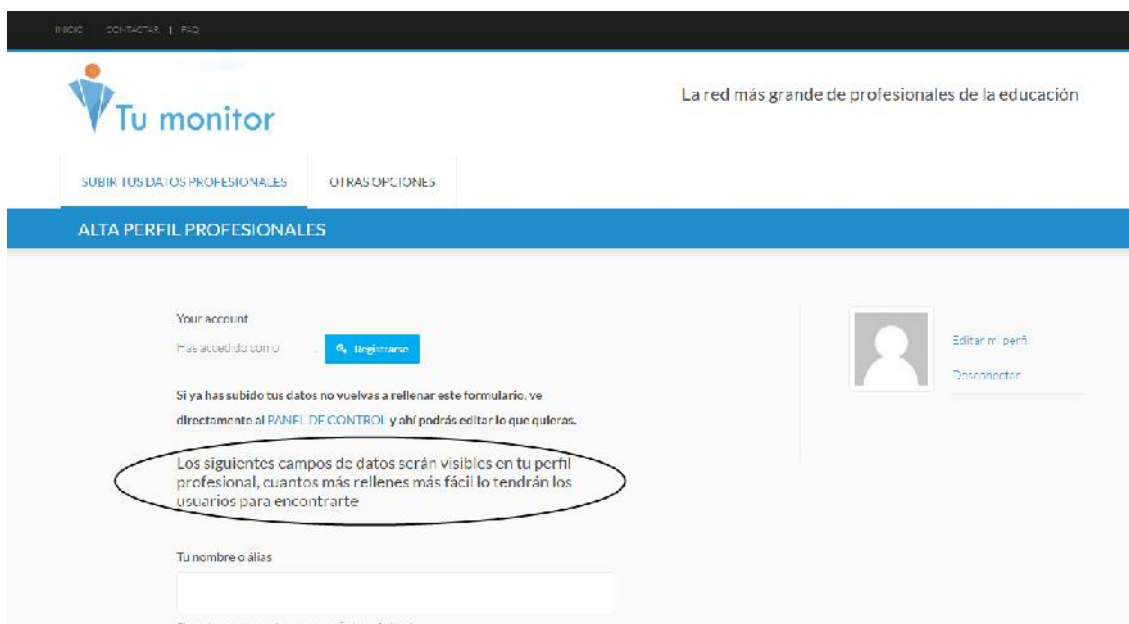 INICIO CONTACTAR | FAQ
Tu monitor
La red más grande de profesionales de la educación
SUBIR TUS DATOS PROFESIONALES OTRAS OPCIONES
ALTA PERFIL PROFESIONALES
Your account
Has accedido como Registrarse
Editar mi perfil
Desconectar
Si ya has subido tus datos no vuelvas a rellenar este formulario, ve
directamente al PANEL DE CONTROL y ahí podrás editar lo que quieras.
Los siguientes campos de datos serán visibles en tu perfil
profesional, cuantos más rellenes más fácil lo tendrán los
usuarios para encontrarte
Tu nombre o álias